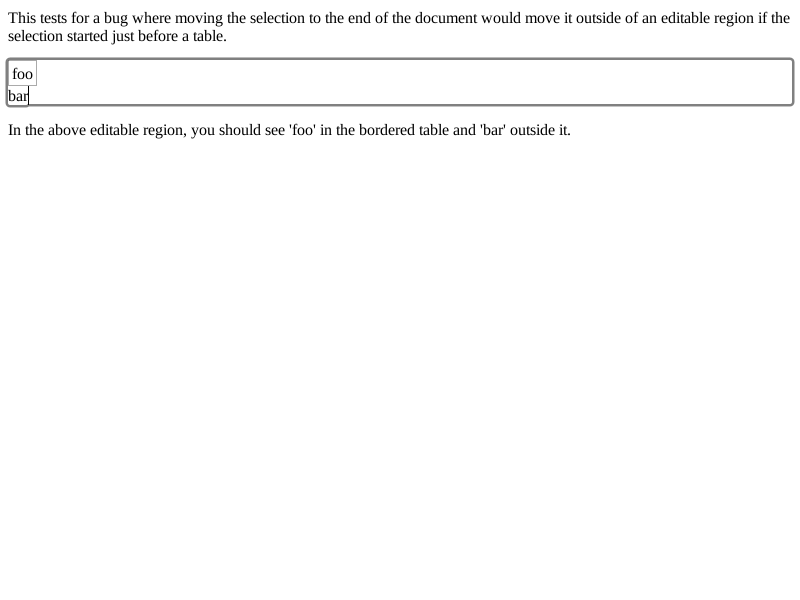 This tests for a bug where moving the selection to the end of the document would move it outside of an editable region if the
selection started just before a table.
foo
bar
In the above editable region, you should see 'foo' in the bordered table and 'bar' outside it.